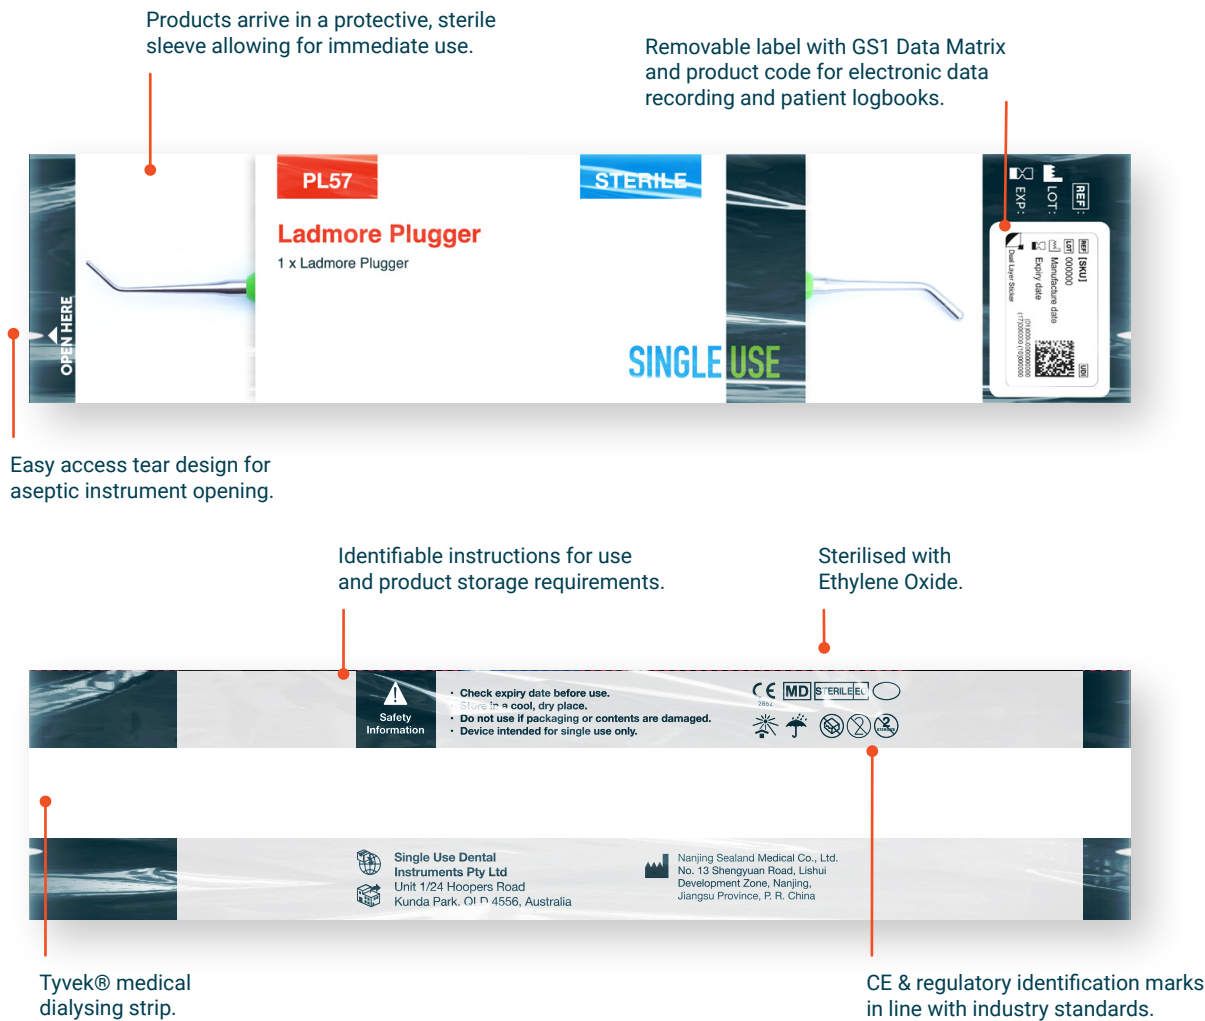 Products arrive in a protective, sterile
sleeve allowing for immediate use.
Removable label with GS1 Data Matrix
and product code for electronic data
recording and patient logbooks.
PL57
STERILE
Ladmore Plugger
1 x Ladmore Plugger
OPEN HERE
SINGLE USE
REF:
LOT:
EXP:
REF [SKU]
LOT 000000
Manufacture date
Expiry date
Dual Layer Sticker
UDI
Easy access tear design for
aseptic instrument opening.
Identifiable instructions for use
and product storage requirements.
Sterilised with
Ethylene Oxide.
Safety
Information
· Check expiry date before use.
· Store in a cool, dry place.
· Do not use if packaging or contents are damaged.
· Device intended for single use only.
CE MD STERILE EO
2862
2 2
Single Use Dental
Instruments Pty Ltd
Unit 1/24 Hoopers Road
Kunda Park. QLD 4556, Australia
Nanjing Sealand Medical Co., Ltd.
No. 13 Shengyuan Road, Lishui
Development Zone, Nanjing,
Jiangsu Province, P. R. China
Tyvek® medical
dialysing strip.
CE & regulatory identification marks
in line with industry standards.